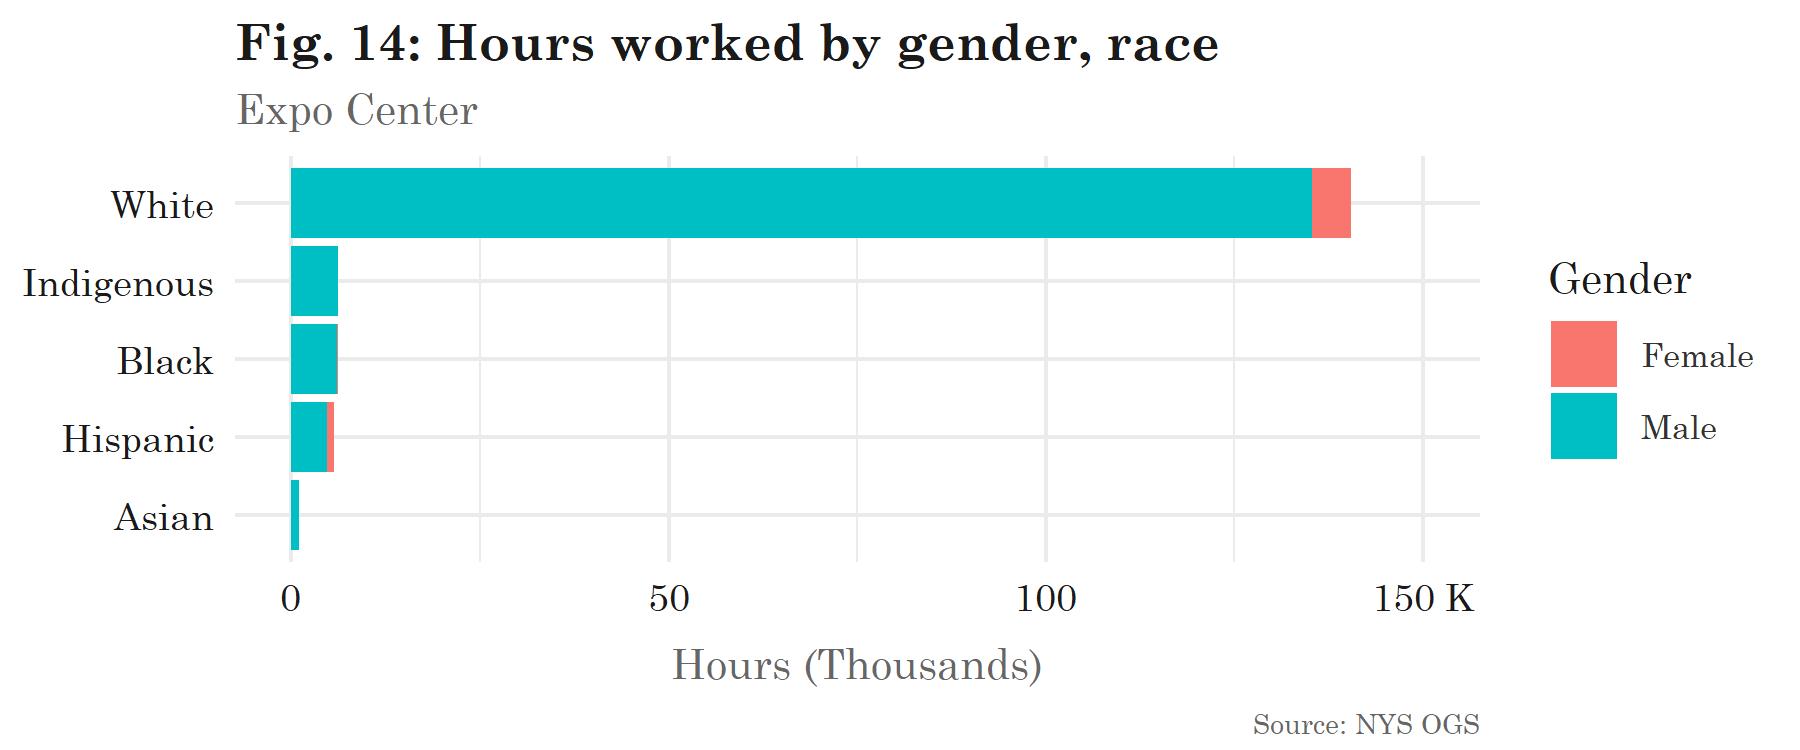 Fig. 14: Hours worked by gender, race
Expo Center
White
Indigenous
Black
Hispanic
Asian
0 50 100 150 K
Hours (Thousands)
Gender
Female
Male
Source: NYS OGS